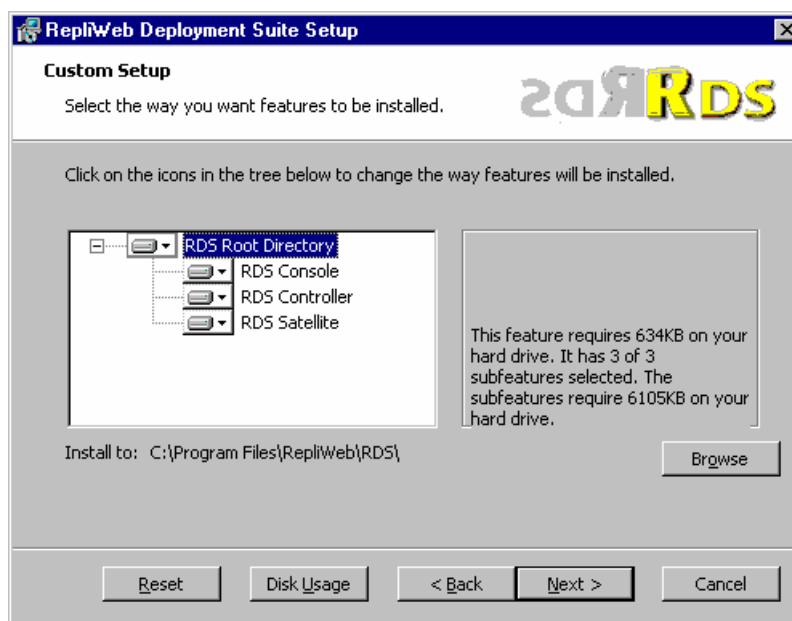 RepliWeb Deployment Suite Setup
Custom Setup
Select the way you want features to be installed.
RDS RDS
Click on the icons in the tree below to change the way features will be installed.
RDS Root Directory
RDS Console
RDS Controller
RDS Satellite
This feature requires 634KB on your
hard drive. It has 3 of 3
subfeatures selected. The
subfeatures require 6105KB on your
hard drive.
Install to: C:\Program Files\RepliWeb\RDS\
Browse
Reset
Disk Usage
< Back
Next >
Cancel